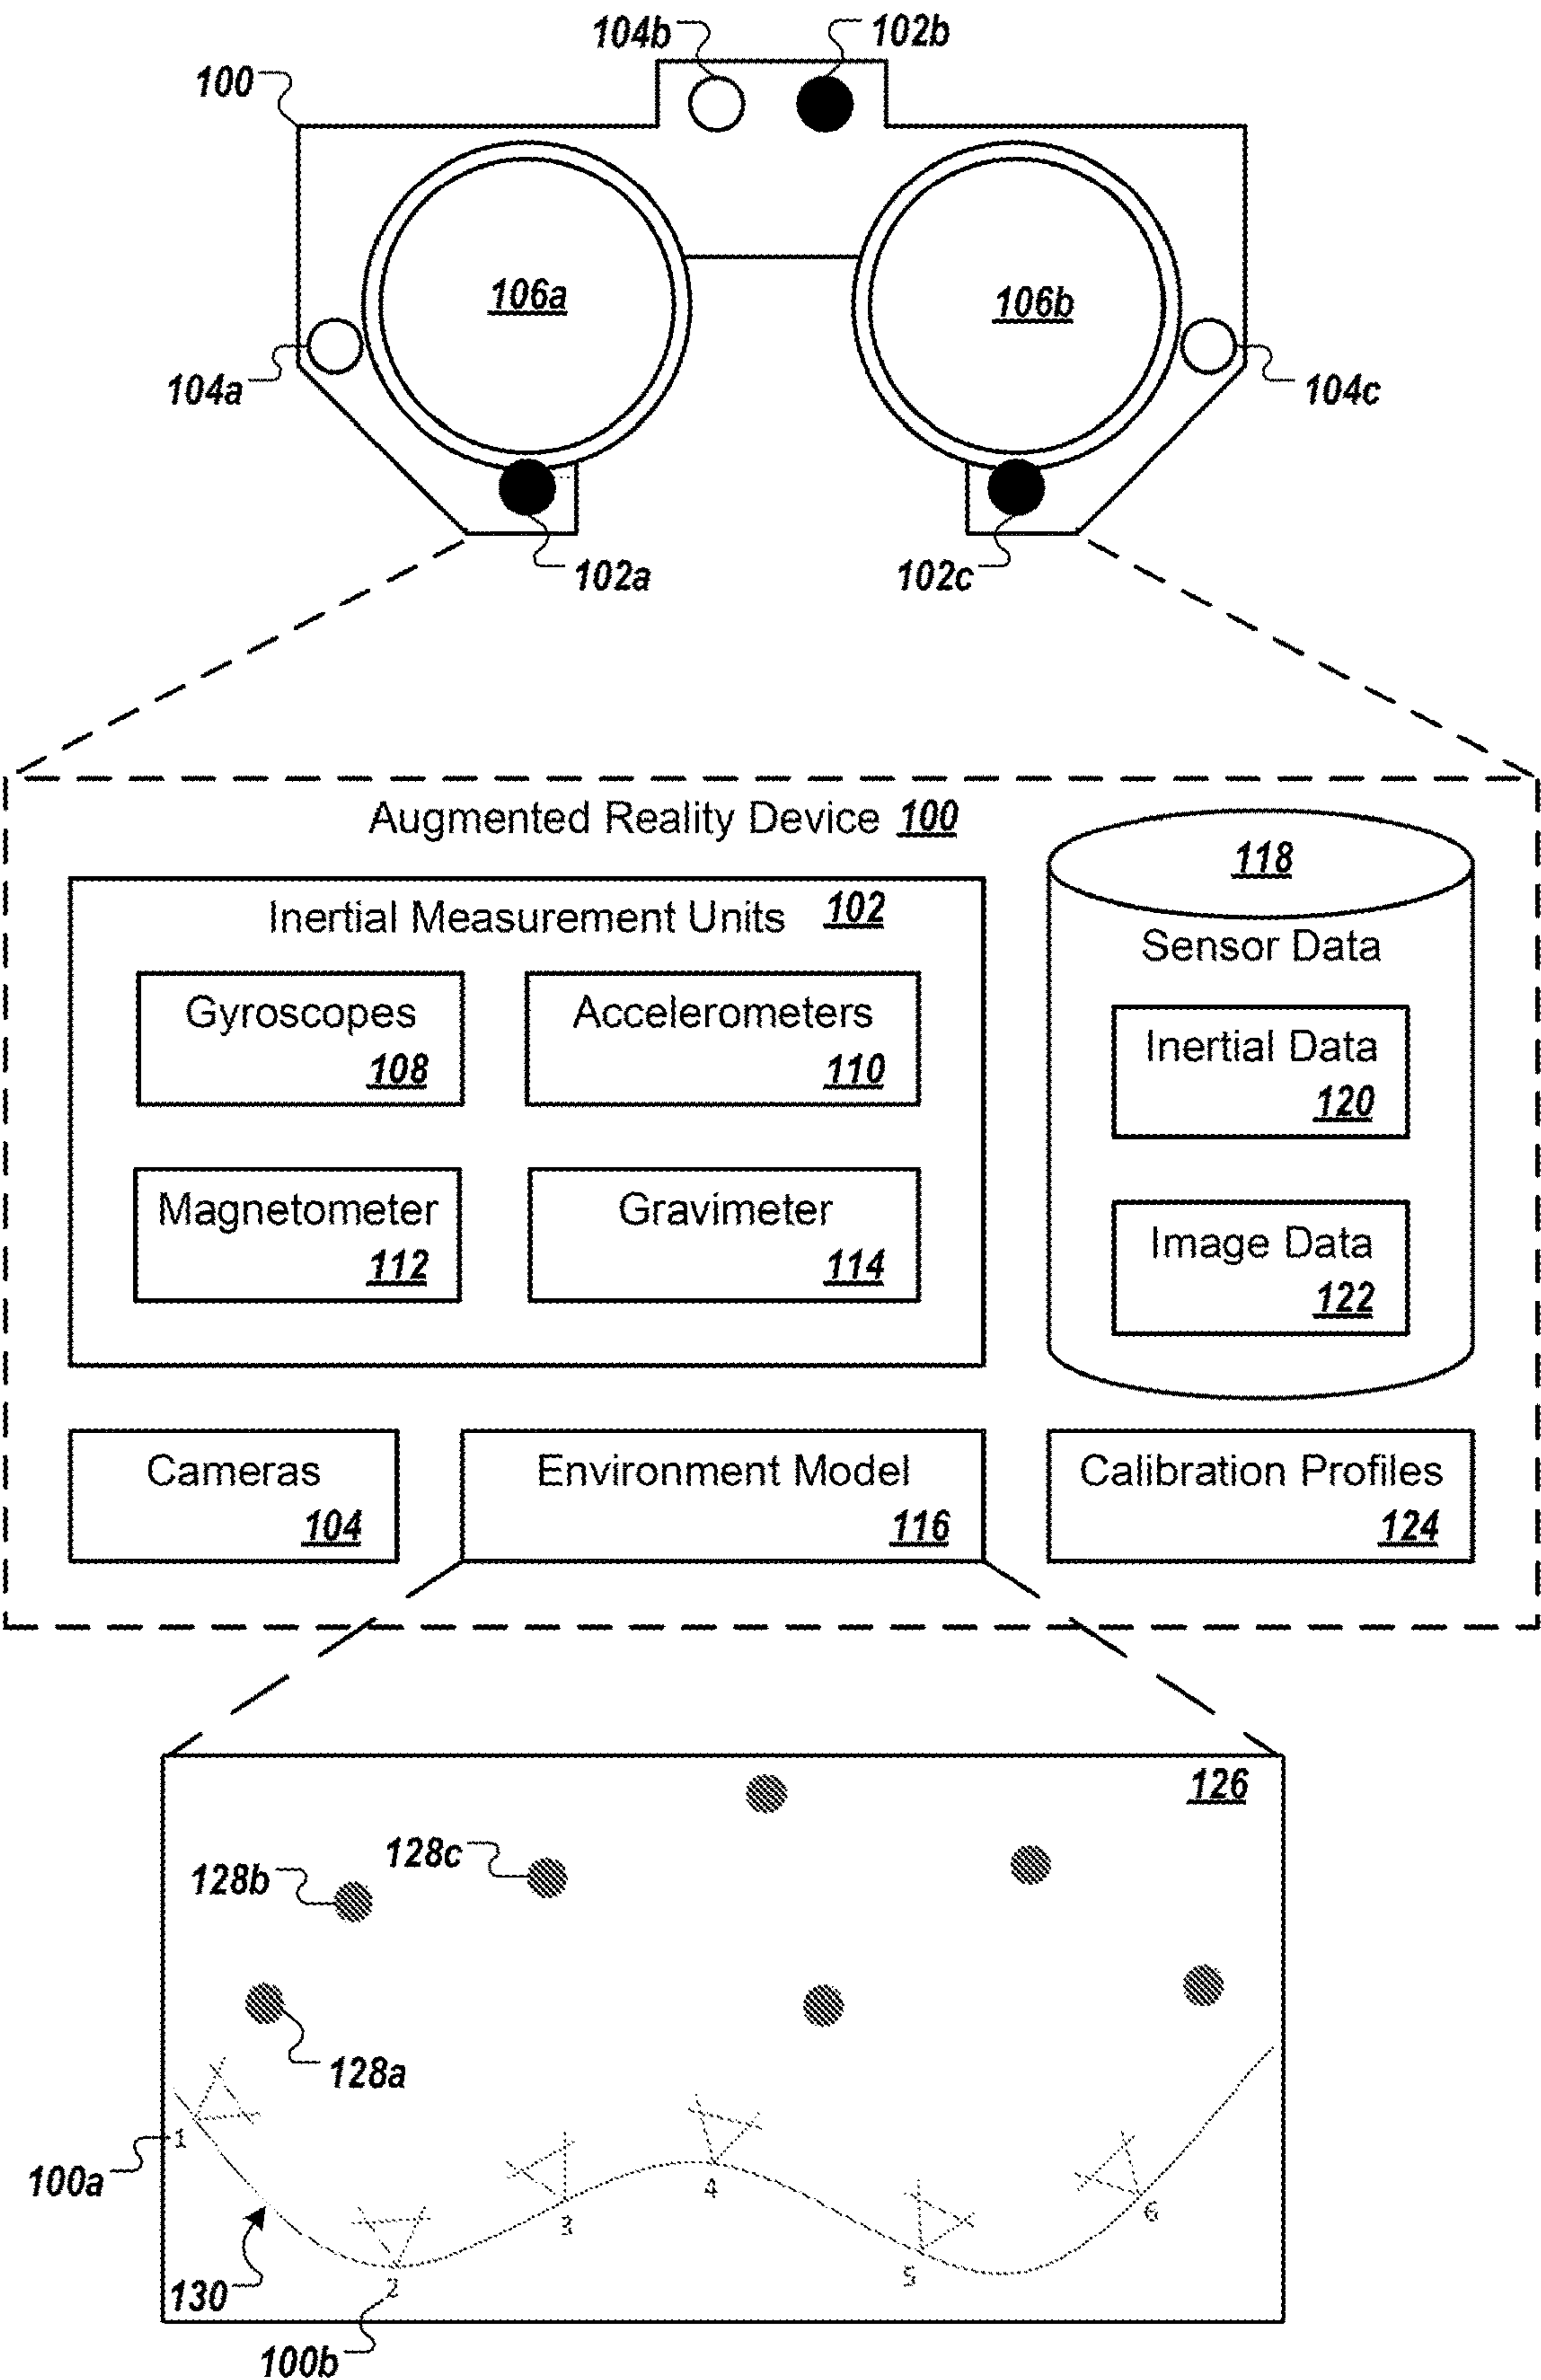 104b
102b
100
106a
106b
104a
104c
102a
102c
Augmented Reality Device 100
118
Inertial Measurement Units 102
Sensor Data
Gyroscopes
108
Accelerometers
110
Inertial Data
120
Magnetometer
112
Gravimeter
114
Image Data
122
Cameras
104
Environment Model
116
Calibration Profiles
124
126
128c
128b
128a
1
100a
4
3
6
5
2
130
100b